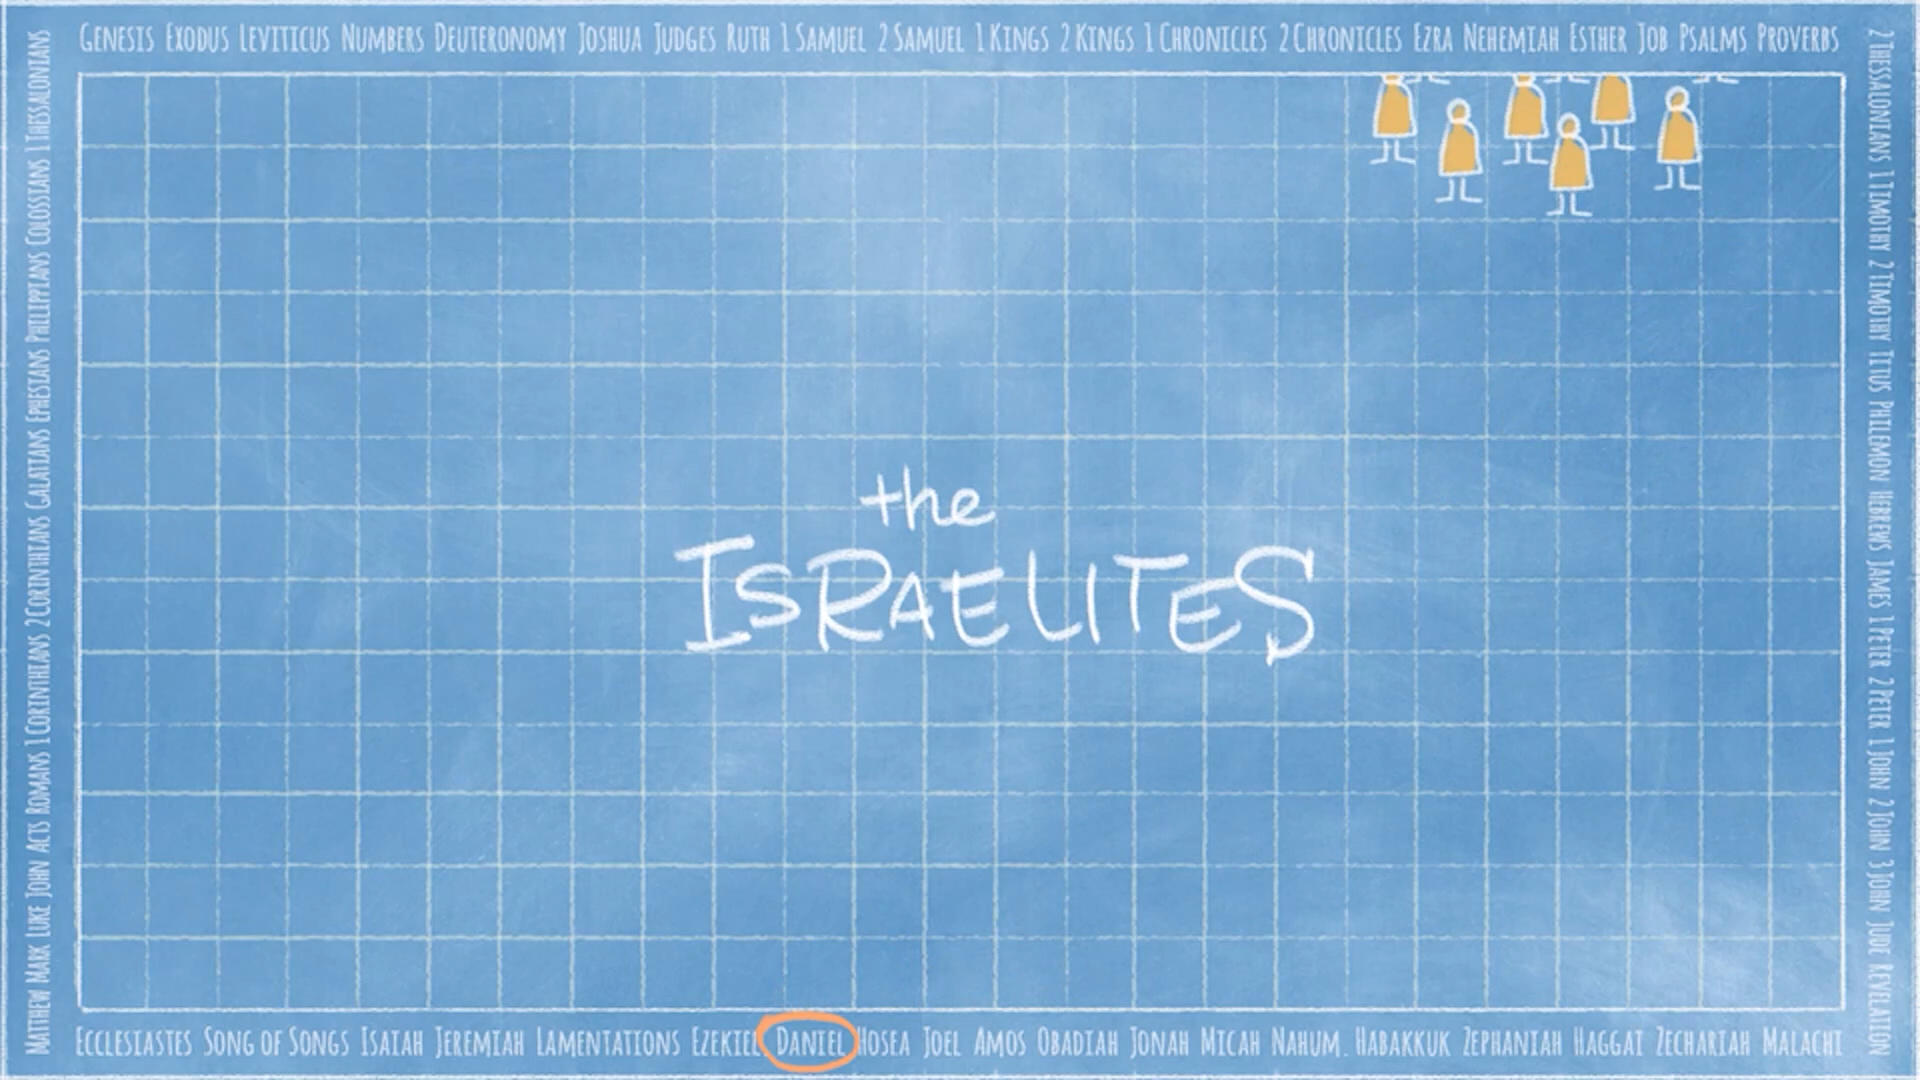 Genesis Exodus Leviticus Numbers Deuteronomy Joshua Judges Ruth 1 Samuel 2 Samuel 1 Kings 2 Kings 1 Chronicles 2 Chronicles Ezra Nehemiah Esther Job Psalms Proverbs
the
ISRAELITES
Ecclesiastes Song of Songs Isaiah Jeremiah Lamentations Ezekiel Daniel Hosea Joel Amos Obadiah Jonah Micah Nahum. Habakkuk Zephaniah Haggai Zechariah Malachi
Matthew Mark Luke John Acts Romans 1 Corinthians 2 Corinthians Galatians Ephesians Philippians Colossians 1 Thessalonians
2 Thessalonians 1 Timothy 2 Timothy Titus Philemon Hebrews James 1 Peter 2 Peter 1 John 2 John 3 John Jude Revelation